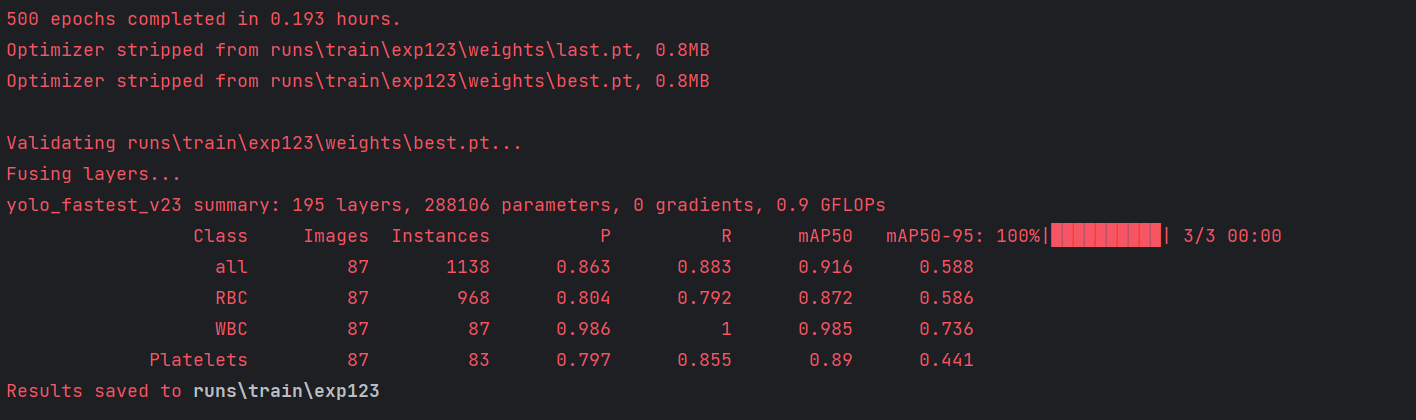 500 epochs completed in 0.193 hours.
Optimizer stripped from runs\train\exp123\weights\last.pt, 0.8MB
Optimizer stripped from runs\train\exp123\weights\best.pt, 0.8MB
Validating runs\train\exp123\weights\best.pt...
Fusing layers...
yolo_fastest_v23 summary: 195 layers, 288106 parameters, 0 gradients, 0.9 GFLOPs
Class Images Instances P R mAP50 mAP50-95: 100%|██████████| 3/3 00:00
all 87 1138 0.863 0.883 0.916 0.588
RBC 87 968 0.804 0.792 0.872 0.586
WBC 87 87 0.986 1 0.985 0.736
Platelets 87 83 0.797 0.855 0.89 0.441
Results saved to runs\train\exp123